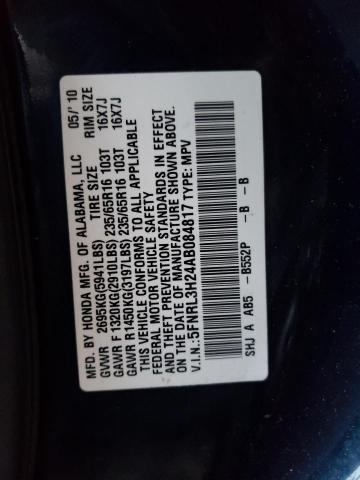 MFD. BY HONDA MFG. OF ALABAMA, LLC 05/'10
TIRE SIZE RIM SIZE
GVWR 2695KG(5941LBS)
GAWR F 1320KG(2910LBS) 235/65R16 103T 16X7J
GAWR R1450KG(3197LBS) 235/65R16 103T 16X7J
THIS VEHICLE CONFORMS TO ALL APPLICABLE
FEDERAL MOTOR VEHICLE SAFETY
AND THEFT PREVENTION STANDARDS IN EFFECT
ON THE DATE OF MANUFACTURE SHOWN ABOVE.
V.I.N.:5FNRL3H24AB084817 TYPE: MPV
SHJ A AB5 -B552P -B -B